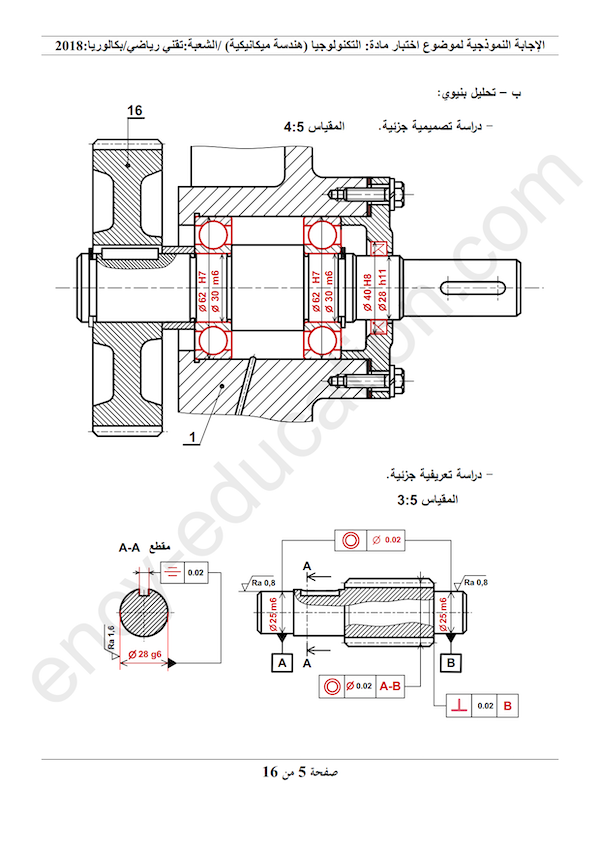 الإجابة النموذجية لموضوع اختبار مادة: التكنولوجيا (هندسة ميكانيكية) /الشعبة:تقني رياضي/بكالوريا:2018
ب – تحليل بنيوي:
– دراسة تصميمية جزئية. المقياس 4:5
16
Ø 62 H7
Ø 30 m6
Ø 62 H7
Ø 30 m6
Ø 40 H8
Ø 28 h11
1
– دراسة تعريفية جزئية.
المقياس 3:5
مقطع A-A
0.02
Ra 1,6
Ø 28 g6
Ø 0.02
Ra 0,8
A
Ra 0,8
Ø25 m6
Ø25 m6
A
A
B
Ø 0.02 A-B
0.02 B
صفحة 5 من 16
ency-education.com